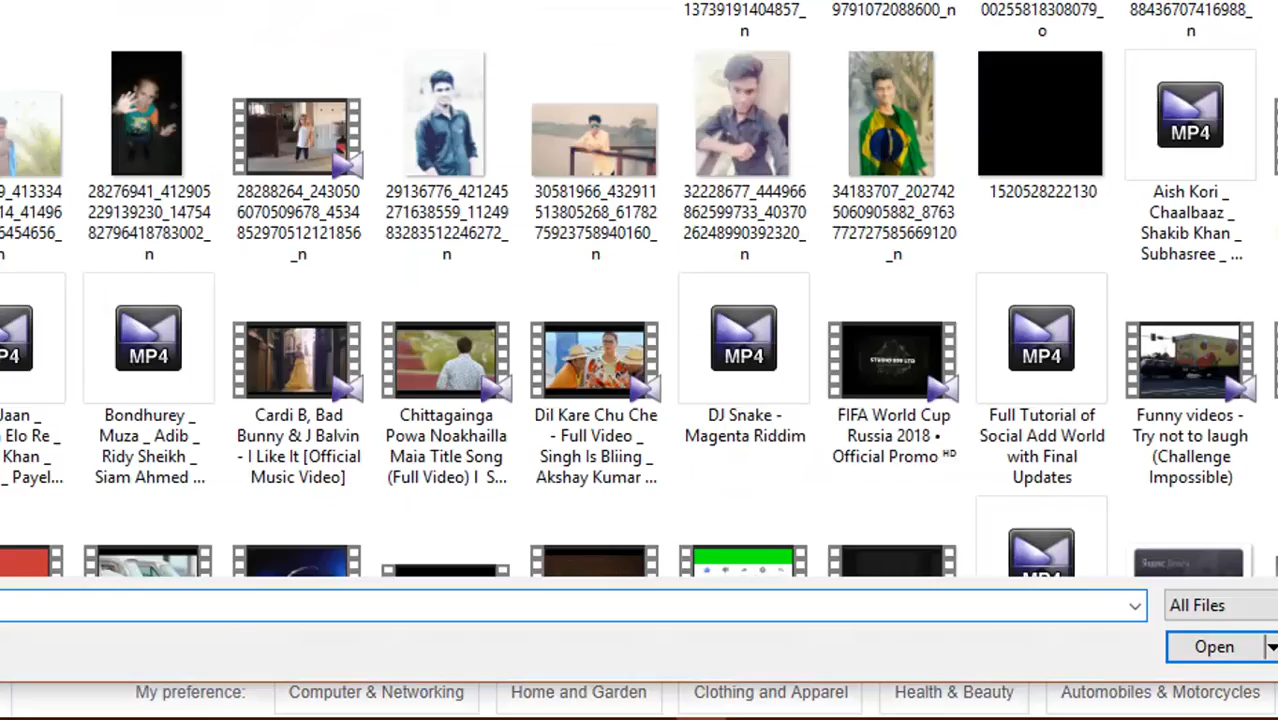 13739191404857_
n
9791072088600_n
00255818308079_
o
88436707416988_
n
9_413334
14_41496
6454656_
n
28276941_412905
229139230_14754
82796418783002_
n
28288264_243050
6070509678_4534
852970512121856
_n
29136776_421245
271638559_11249
83283512246272_
n
30581966_432911
513805268_61782
75923758940160_
n
32228677_444966
862599733_40370
26248990392320_
n
34183707_202742
5060905882_8763
772727585669120
_n
1520528222130
MP4
Aish Kori _
Chaalbaaz _
Shakib Khan _
Subhasree _ ...
P4
Jaan _
Elo Re _
Khan _
_ Payel...
MP4
Bondhurey _
Muza _ Adib _
Ridy Sheikh _
Siam Ahmed ...
Cardi B, Bad
Bunny & J Balvin
- I Like It [Official
Music Video]
Chittagainga
Powa Noakhailla
Maia Title Song
(Full Video) I S...
Dil Kare Chu Che
- Full Video _
Singh Is Bliing _
Akshay Kumar ...
MP4
DJ Snake -
Magenta Riddim
FIFA World Cup
Russia 2018 •
Official Promo ᴴᴰ
MP4
Full Tutorial of
Social Add World
with Final
Updates
Funny videos -
Try not to laugh
(Challenge
Impossible)
All Files
Open
My preference:
Computer & Networking
Home and Garden
Clothing and Apparel
Health & Beauty
Automobiles & Motorcycles